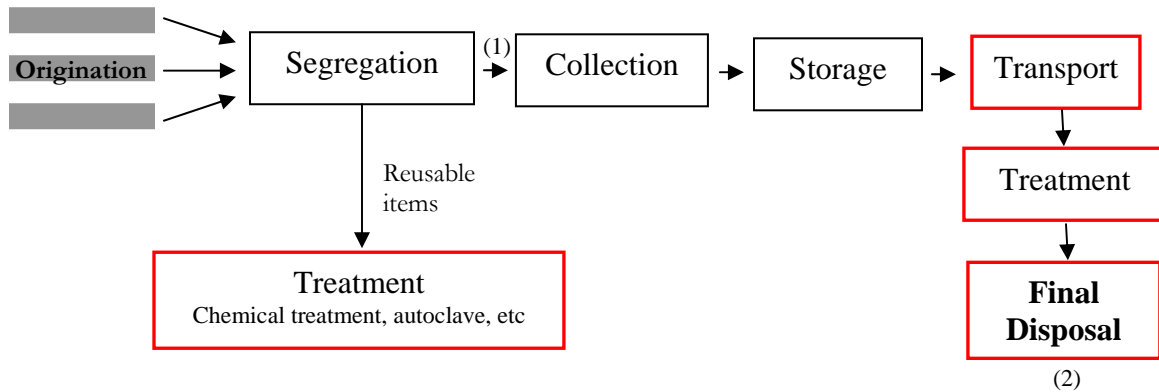 Origination
Segregation
(1)
Collection
Storage
Transport
Reusable
items
Treatment
Treatment
Chemical treatment, autoclave, etc
Final
Disposal
(2)